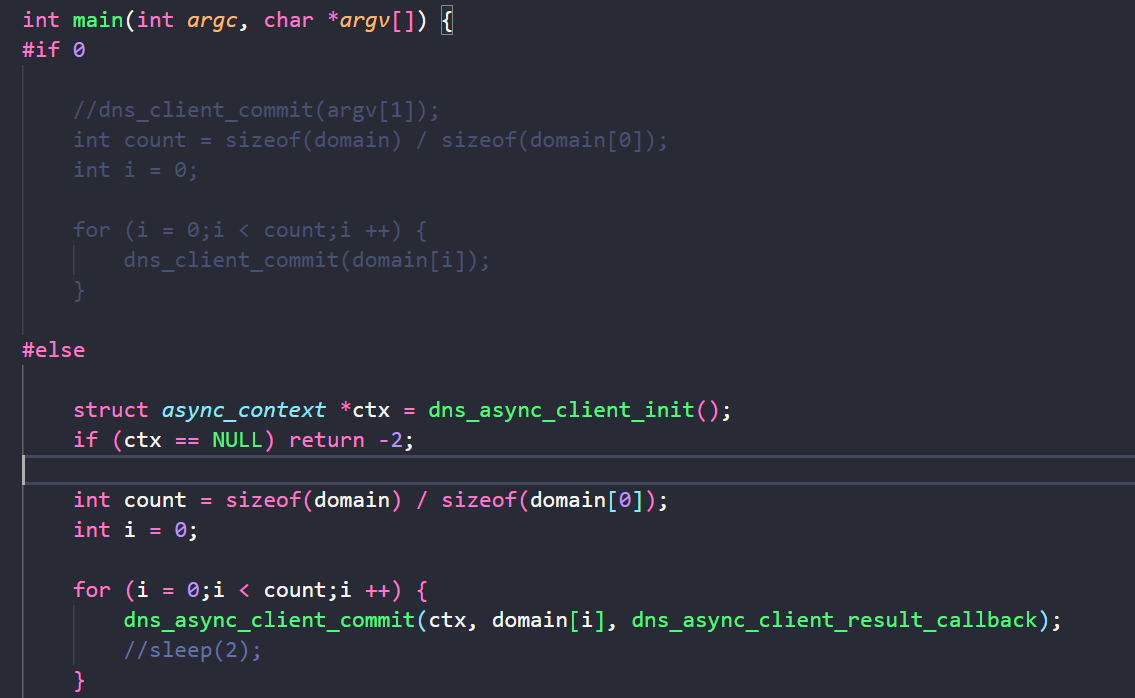 int main(int argc, char *argv[]) {
#if 0
//dns_client_commit(argv[1]);
int count = sizeof(domain) / sizeof(domain[0]);
int i = 0;
for (i = 0;i < count;i ++) {
dns_client_commit(domain[i]);
}
#else
struct async_context *ctx = dns_async_client_init();
if (ctx == NULL) return -2;
int count = sizeof(domain) / sizeof(domain[0]);
int i = 0;
for (i = 0;i < count;i ++) {
dns_async_client_commit(ctx, domain[i], dns_async_client_result_callback);
//sleep(2);
}